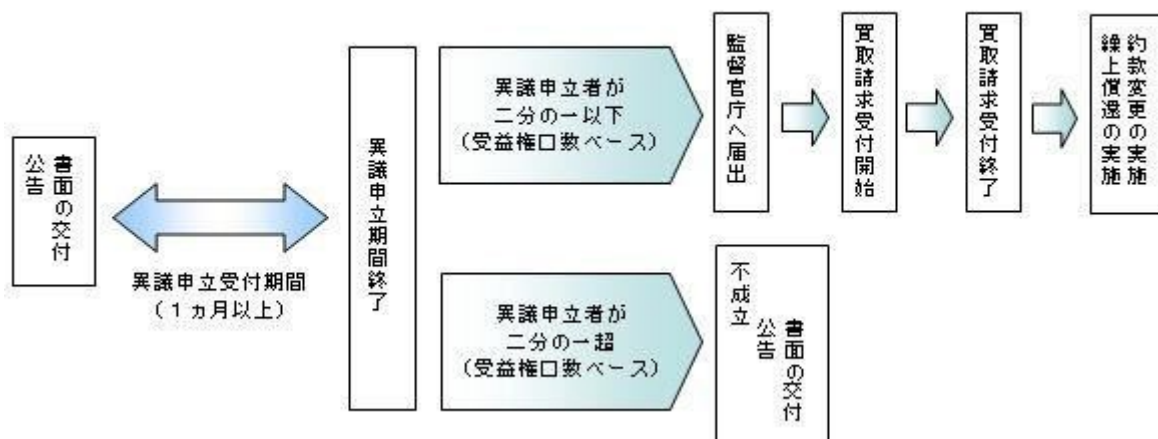 公告
書面の交付
異議申立受付期間
（１カ月以上）
異議申立期間終了
異議申立者が
二分の一以下
（受益権口数ベース）
監督官庁へ届出
買取請求受付開始
買取請求受付終了
約款変更の実施
繰上償還の実施
異議申立者が
二分の一超
（受益権口数ベース）
不成立
公告
書面の交付